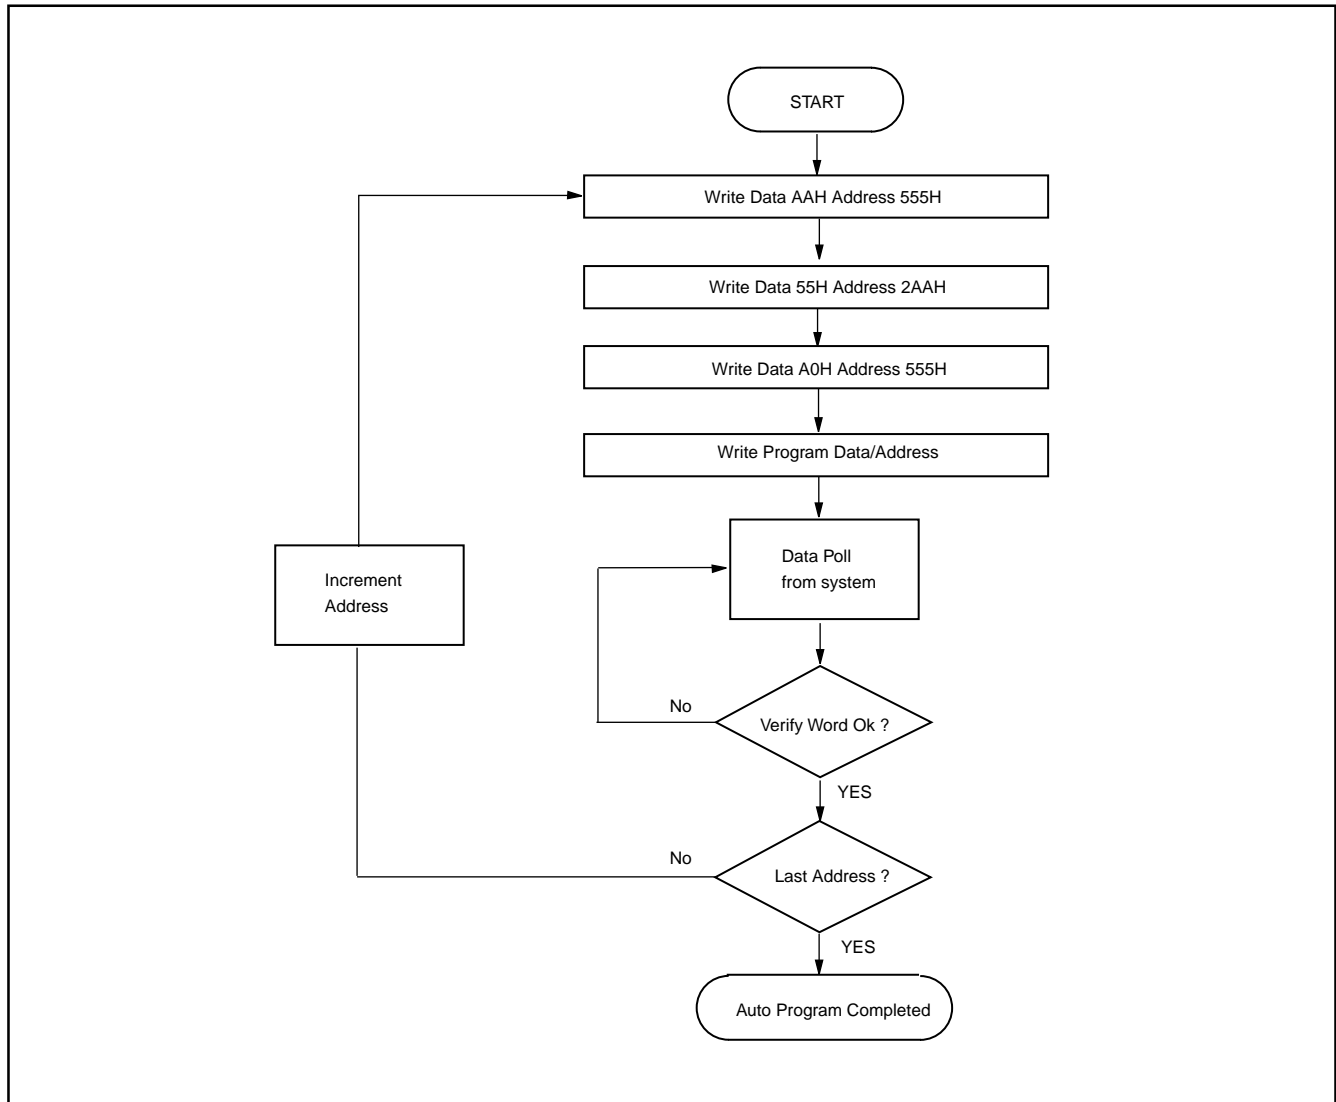 START
Write Data AAH Address 555H
Write Data 55H Address 2AAH
Write Data A0H Address 555H
Write Program Data/Address
Data Poll
from system
Increment
Address
No
Verify Word Ok ?
YES
No
Last Address ?
YES
Auto Program Completed